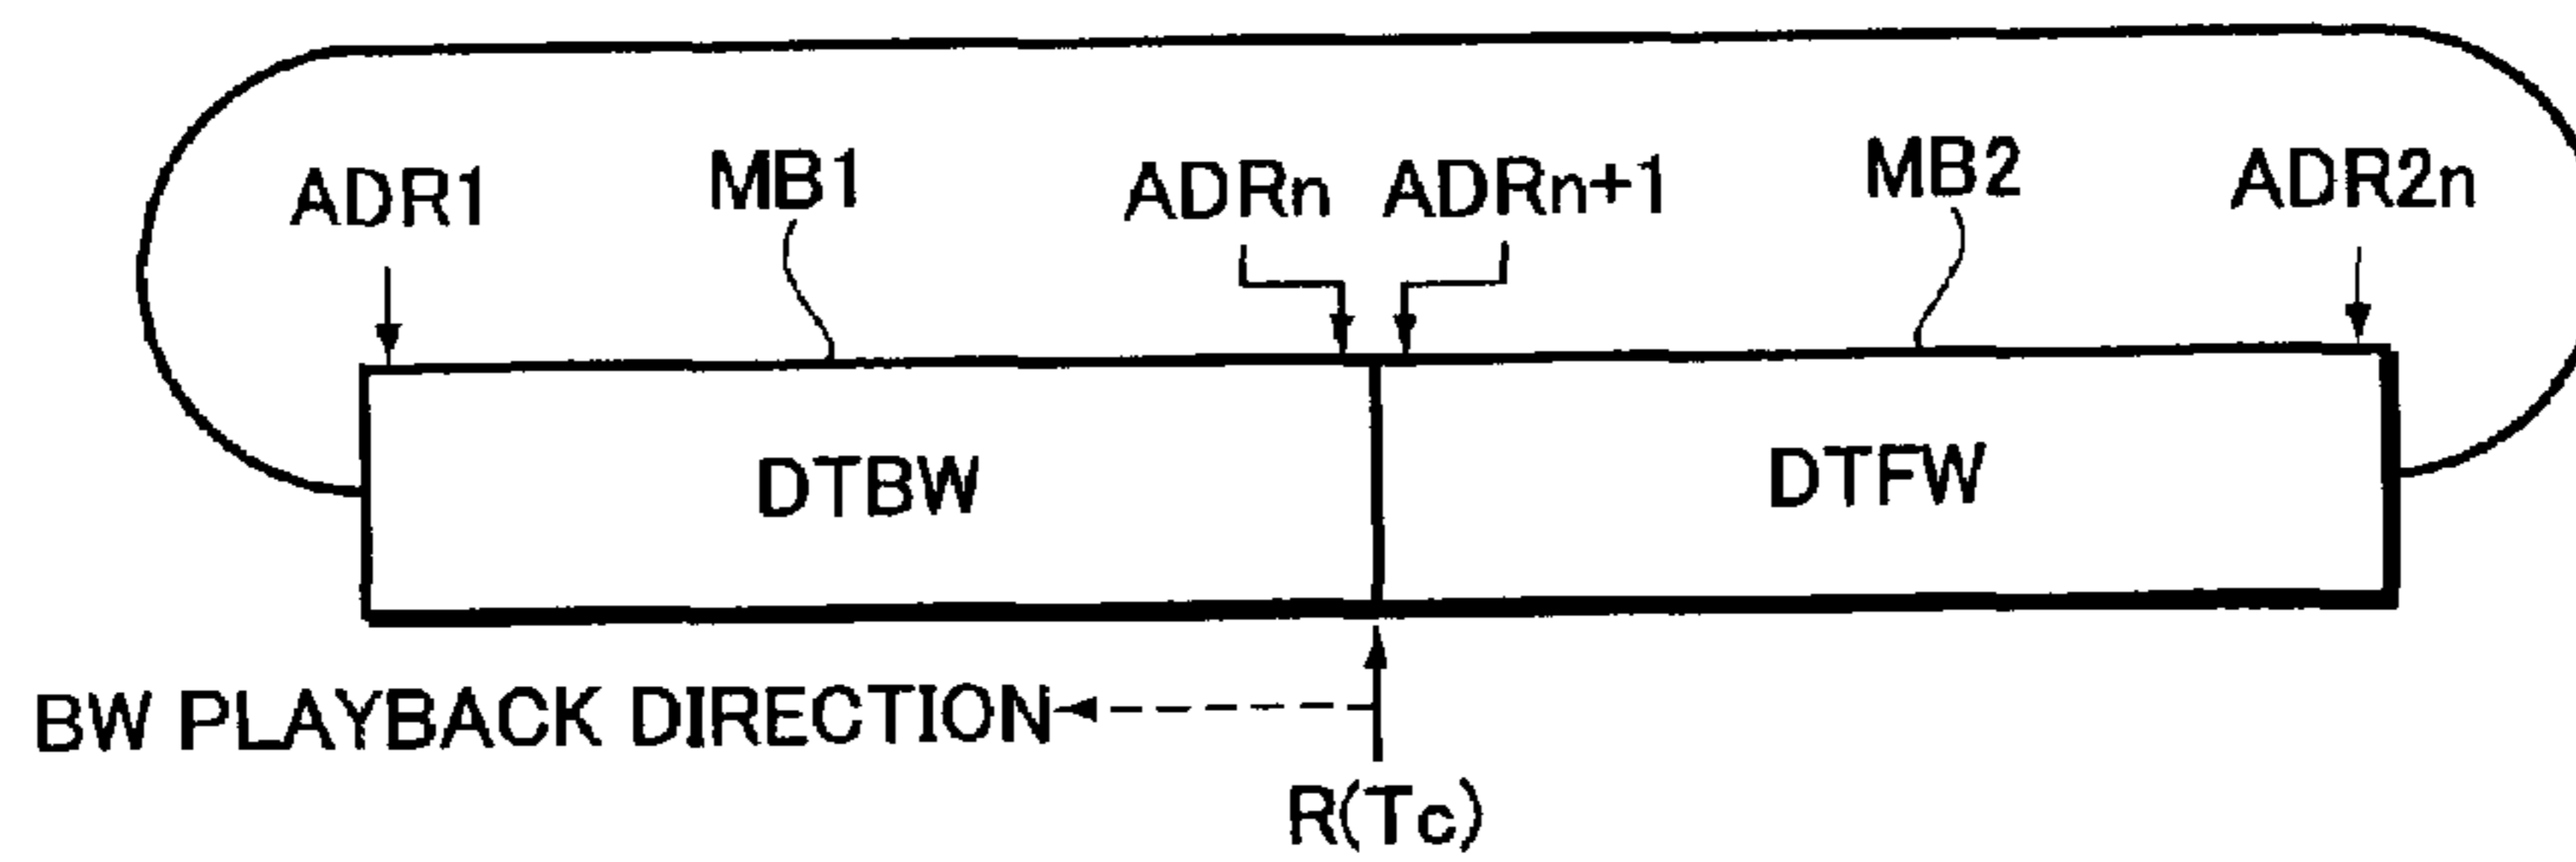 ADR1
MB1
ADRn
ADRn+1
MB2
ADR2n
DTBW
DTFW
BW PLAYBACK DIRECTION
R(Tc)